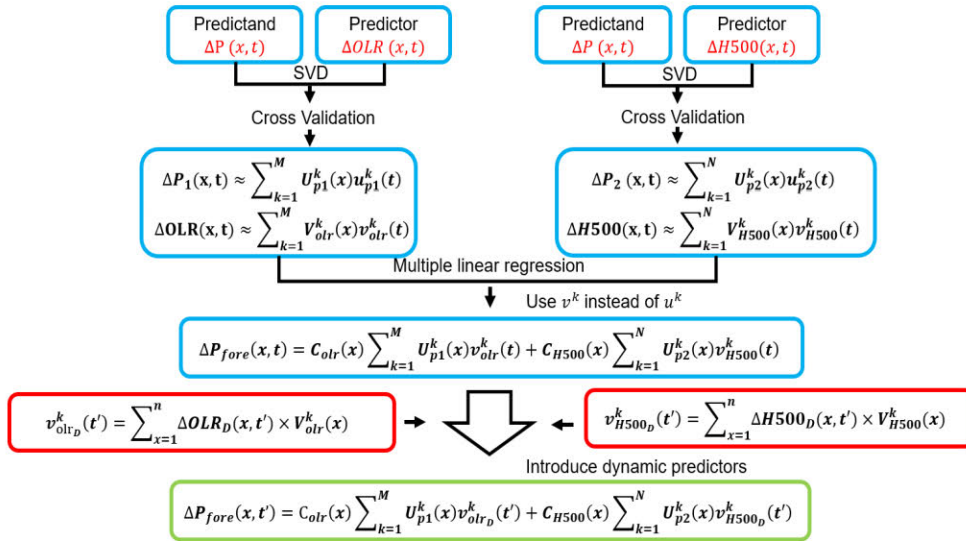 Predictand
ΔP (x, t)
Predictor
ΔOLR (x, t)
SVD
Cross Validation
ΔP₁(x, t) ≈ ∑_{k=1}^{M} U_{p1}^{k}(x)u_{p1}^{k}(t)
ΔOLR(x, t) ≈ ∑_{k=1}^{M} V_{olr}^{k}(x)v_{olr}^{k}(t)
Predictand
ΔP (x, t)
Predictor
ΔH500(x, t)
SVD
Cross Validation
ΔP₂ (x, t) ≈ ∑_{k=1}^{N} U_{p2}^{k}(x)u_{p2}^{k}(t)
ΔH500(x, t) ≈ ∑_{k=1}^{N} V_{H500}^{k}(x)v_{H500}^{k}(t)
Multiple linear regression
Use v^{k} instead of u^{k}
ΔP_{fore}(x, t) = C_{olr}(x) ∑_{k=1}^{M} U_{p1}^{k}(x)v_{olr}^{k}(t) + C_{H500}(x) ∑_{k=1}^{N} U_{p2}^{k}(x)v_{H500}^{k}(t)
v_{olr_D}^{k}(t′) = ∑_{x=1}^{n} ΔOLR_D(x, t′) × V_{olr}^{k}(x)
v_{H500_D}^{k}(t′) = ∑_{x=1}^{n} ΔH500_D(x, t′) × V_{H500}^{k}(x)
Introduce dynamic predictors
ΔP_{fore}(x, t′) = C_{olr}(x) ∑_{k=1}^{M} U_{p1}^{k}(x)v_{olr_D}^{k}(t′) + C_{H500}(x) ∑_{k=1}^{N} U_{p2}^{k}(x)v_{H500_D}^{k}(t′)